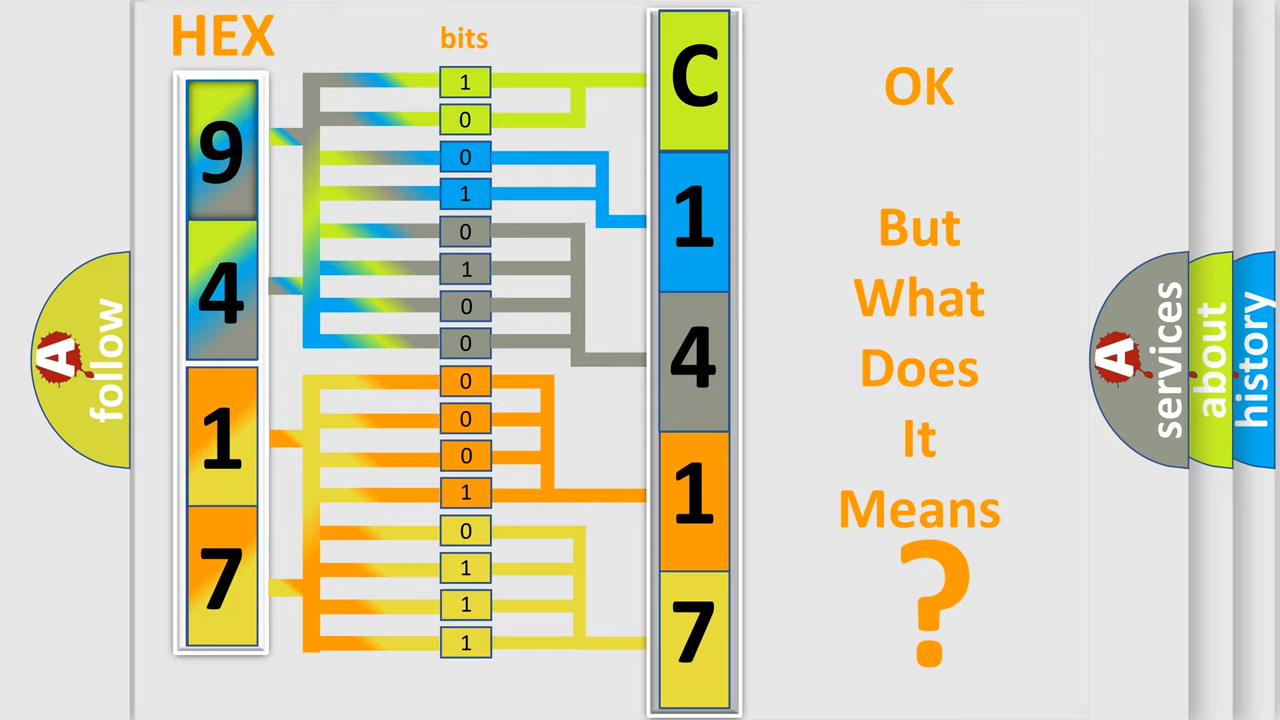 HEX
bits
9
4
1
7
1
0
0
1
0
1
0
0
0
0
0
1
0
1
1
1
C
1
4
1
7
OK
But
What
Does
It
Means
?
A
follow
A
services
about
history